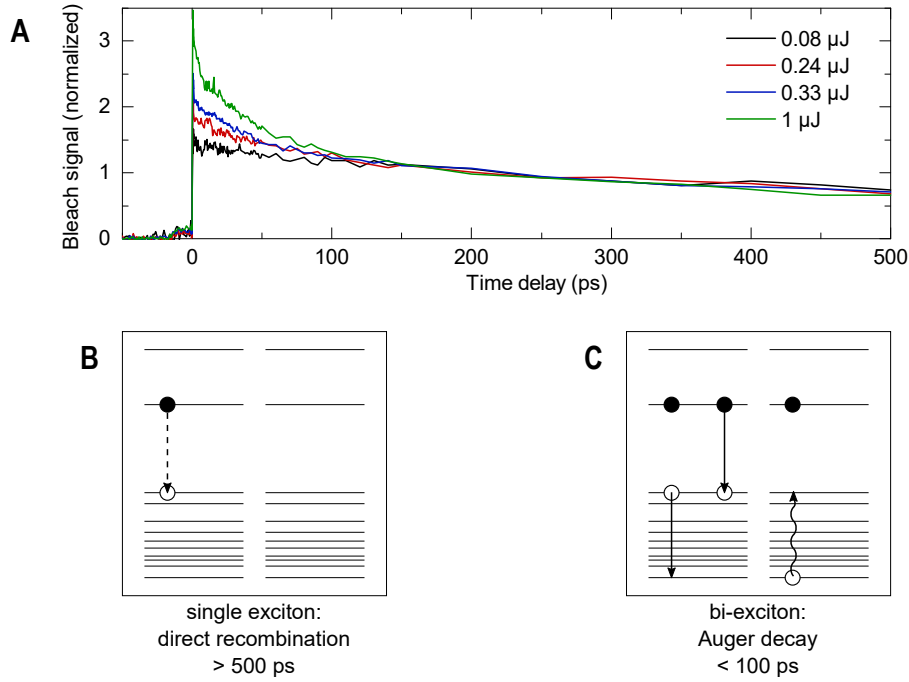 A
Bleach signal (normalized)
3
2
1
0
0.08 µJ
0.24 µJ
0.33 µJ
1 µJ
0
100
200
300
400
500
Time delay (ps)
B
single exciton:
direct recombination
> 500 ps
C
bi-exciton:
Auger decay
< 100 ps